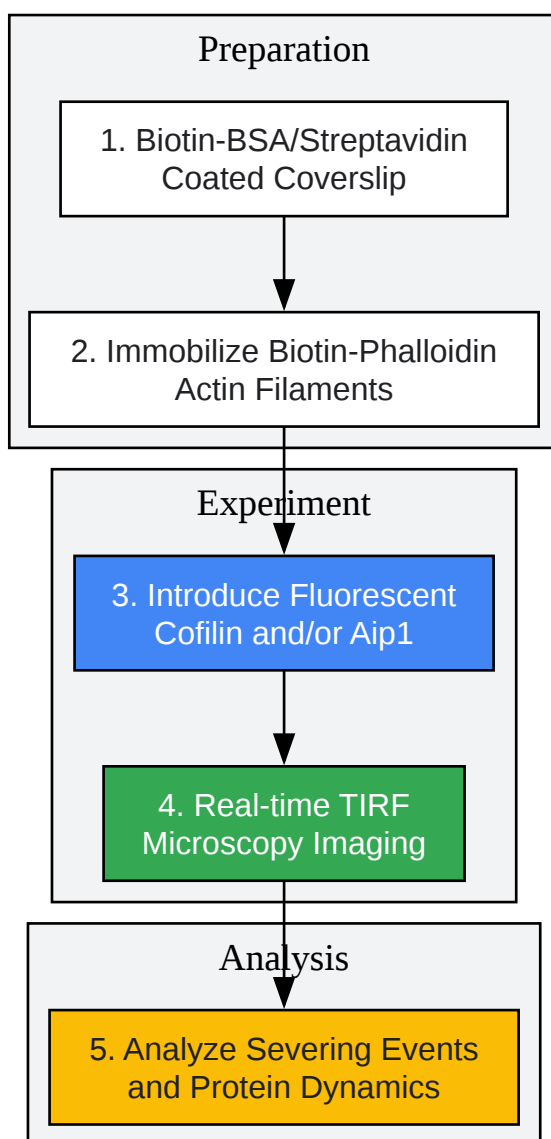 Preparation
1. Biotin-BSA/Streptavidin
Coated Coverslip
2. Immobilize Biotin-Phalloidin
Actin Filaments
Experiment
3. Introduce Fluorescent
Cofilin and/or Aip1
4. Real-time TIRF
Microscopy Imaging
Analysis
5. Analyze Severing Events
and Protein Dynamics